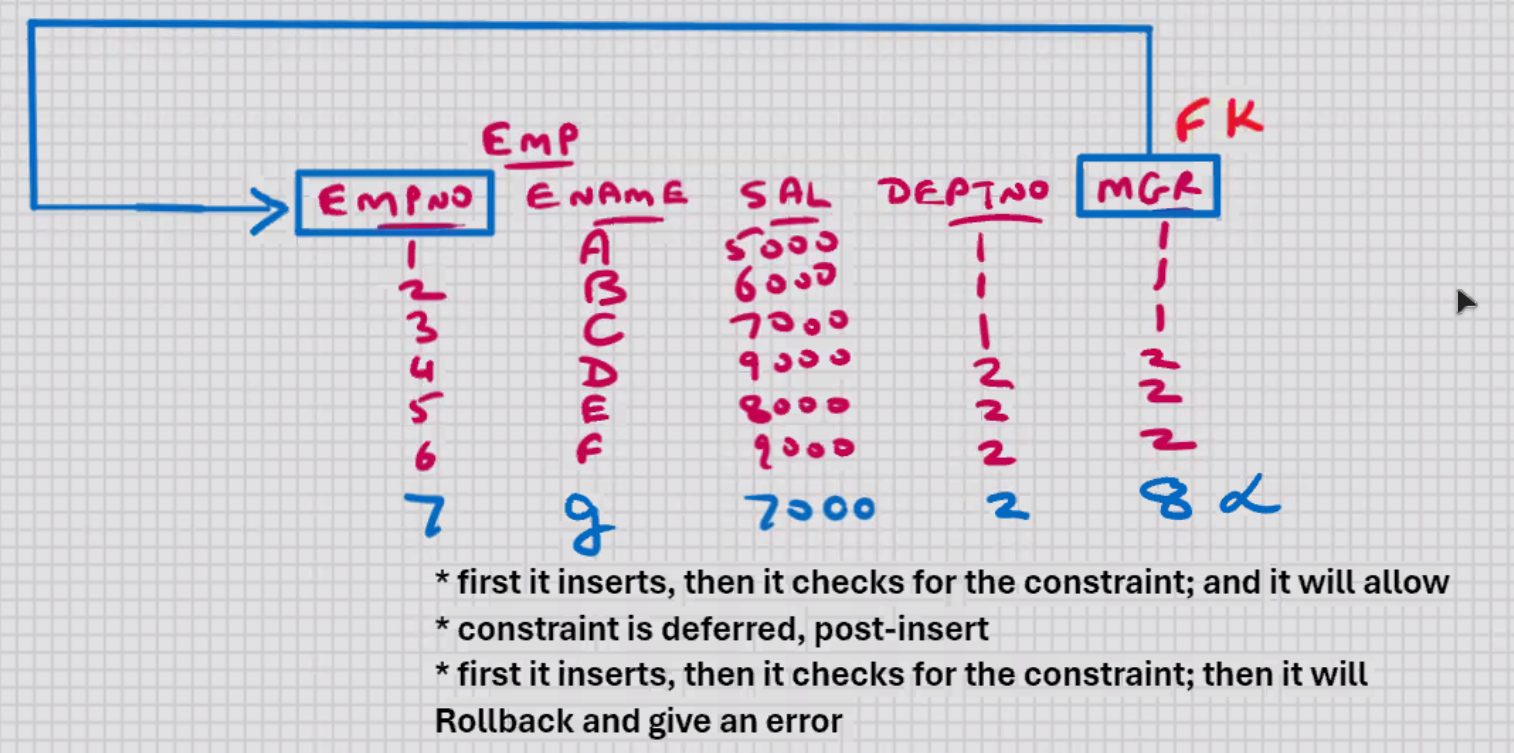 FK
EMP
EMPNO ENAME SAL DEPTNO MGR
1 A 5000 1 1
2 B 6000 1 1
3 C 7000 1 1
4 D 9000 2 2
5 E 8000 2 2
6 F 9000 2 2
7 g 7000 2 8
* first it inserts, then it checks for the constraint; and it will allow
* constraint is deferred, post-insert
* first it inserts, then it checks for the constraint; then it will
Rollback and give an error